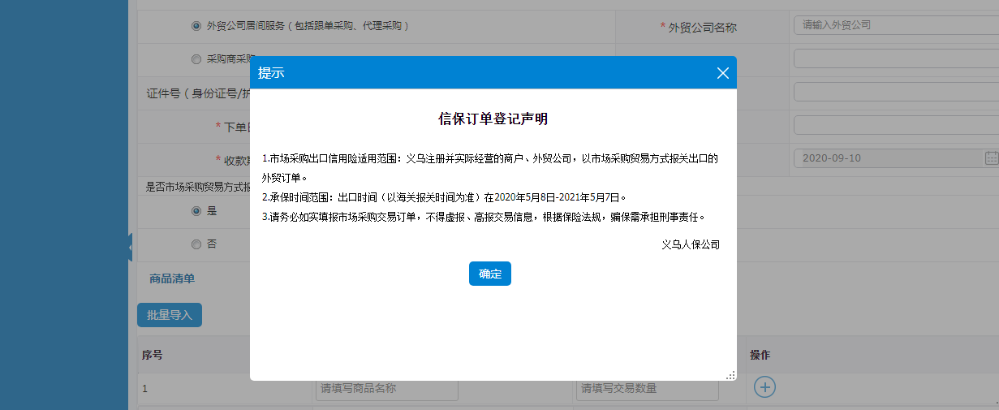 外贸公司居间服务（包括跟单采购、代理采购）
*外贸公司名称
请输入外贸公司
采购商采购
提示
证件号（身份证号/护
信保订单登记声明
* 下单
* 收款
2020-09-10
1.市场采购出口信用险适用范围：义乌注册并实际经营的商户、外贸公司，以市场采购贸易方式报关出口的
外贸订单。
是否市场采购贸易方式报
2.承保时间范围：出口时间（以海关报关时间为准）在2020年5月8日-2021年5月7日。
是
3.请务必如实填报市场采购交易订单，不得虚报、高报交易信息，根据保险法规，骗保需承担刑事责任。
否
义乌人保公司
确定
商品清单
批量导入
序号
操作
1
请填写商品名称
请填写交易数量